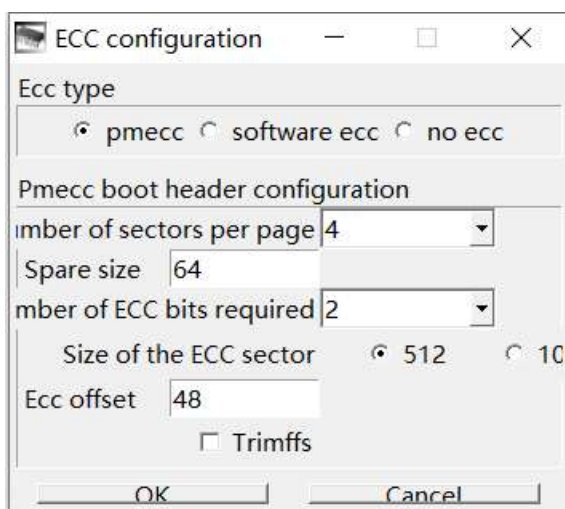 ECC configuration
Ecc type
pmecc software ecc no ecc
Pmecc boot header configuration
mber of sectors per page 4
Spare size 64
mber of ECC bits required 2
Size of the ECC sector 512 10
Ecc offset 48
Trimffs
OK Cancel